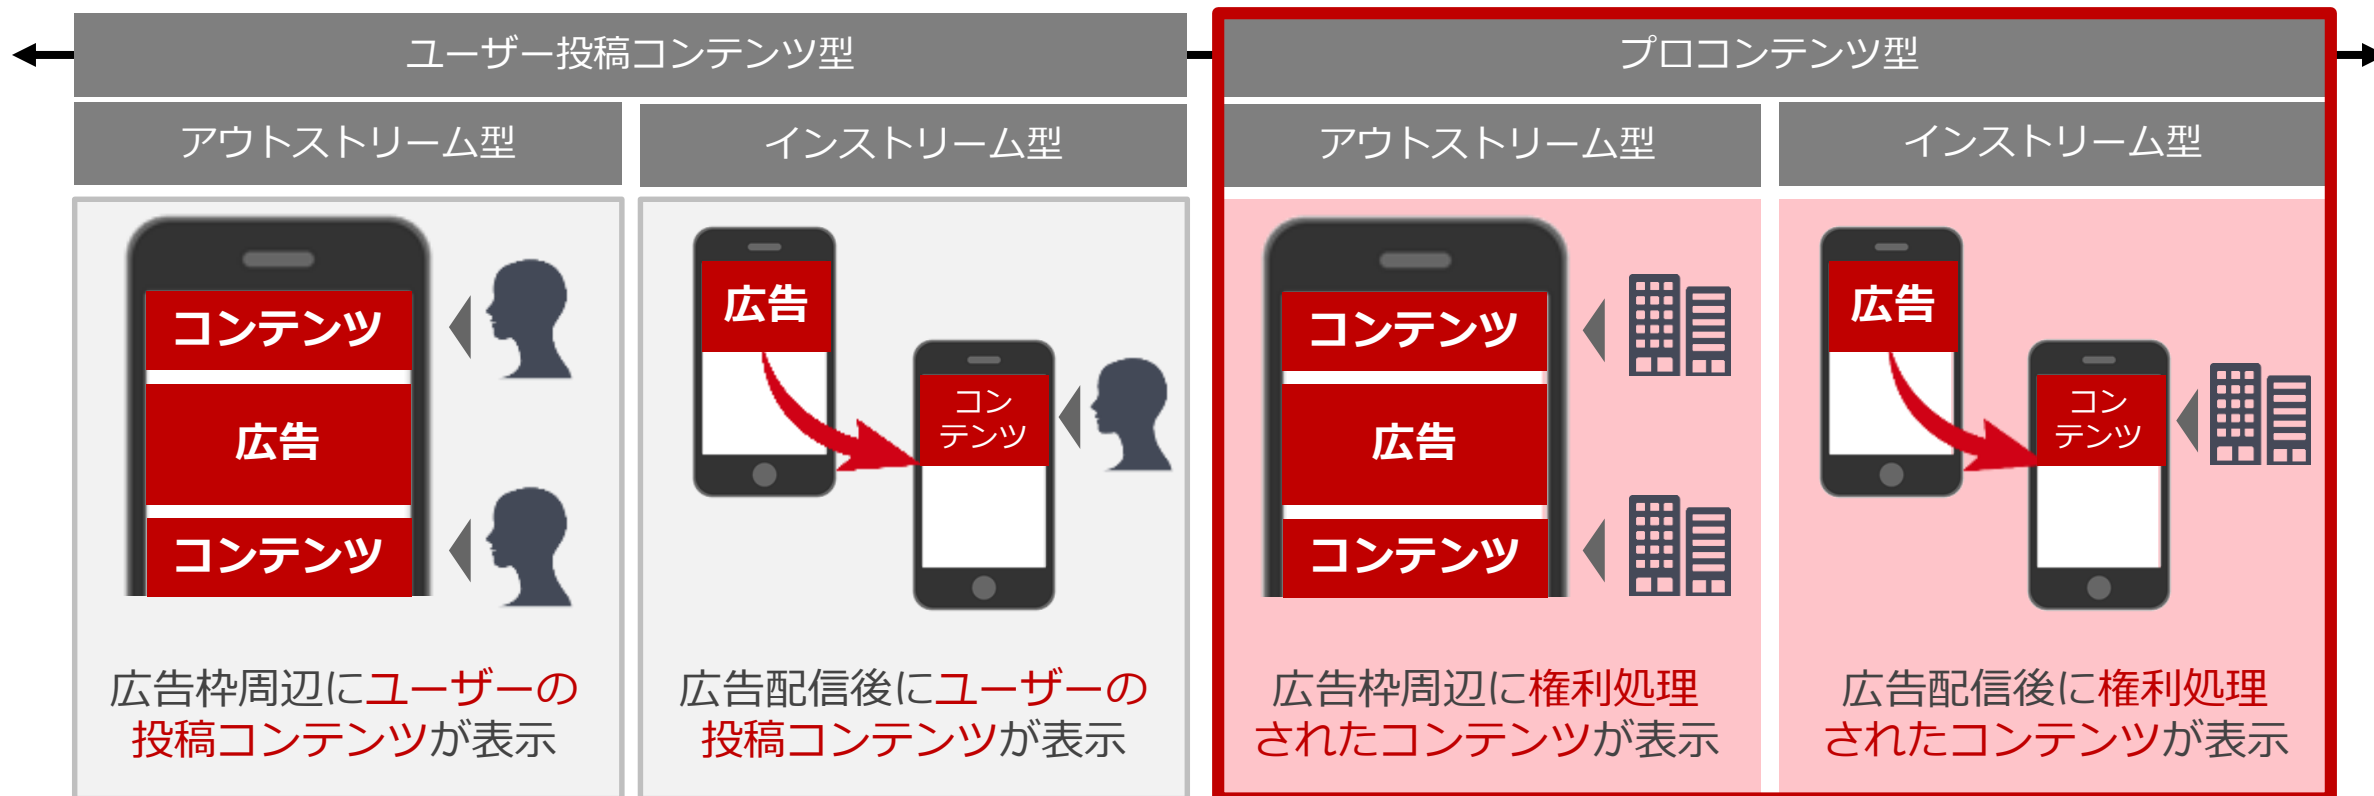 ユーザー投稿コンテンツ型
プロコンテンツ型
アウトストリーム型
インストリーム型
アウトストリーム型
インストリーム型
コンテンツ
広告
コンテンツ
広告枠周辺にユーザーの
投稿コンテンツが表示
広告
コン
テンツ
広告配信後にユーザーの
投稿コンテンツが表示
コンテンツ
広告
コンテンツ
広告枠周辺に権利処理
されたコンテンツが表示
広告
コン
テンツ
広告配信後に権利処理
されたコンテンツが表示